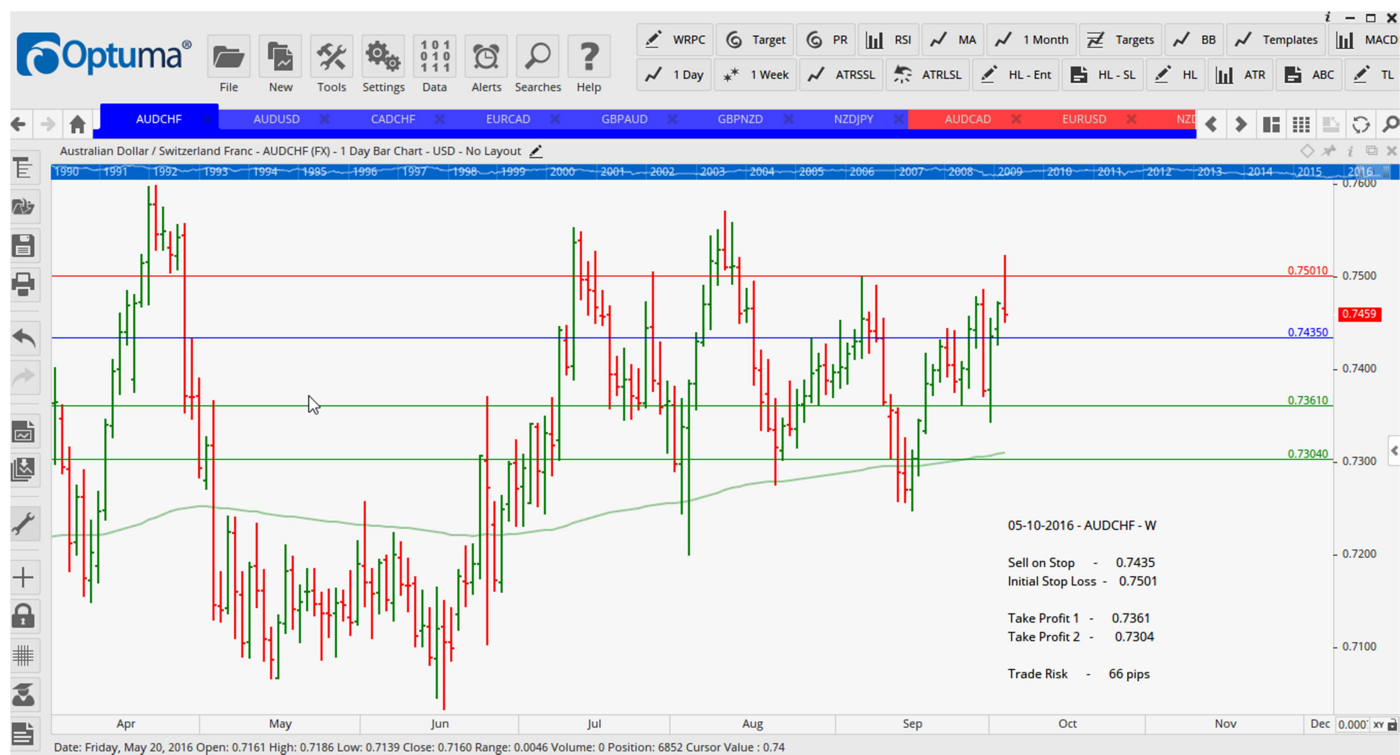 i
Optuma®
File New Tools Settings Data Alerts Searches Help
101
010
111
WRPC Target PR RSI MA 1 Month Targets BB Templates MACD
1 Day 1 Week ATRSSL ATRLSL HL - Ent HL - SL HL ATR ABC TL
AUDCHF AUDUSD CADCHF EURCAD GBPAUD GBPNZD NZDJPY AUDCAD EURUSD
Australian Dollar / Switzerland Franc - AUDCHF (FX) - 1 Day Bar Chart - USD - No Layout
1990 1991 1992 1993 1994 1995 1996 1997 1998 1999 2000 2001 2002 2003 2004 2005 2006 2007 2008 2009 2010 2011 2012 2013 2014 2015 2016
0.7600
0.75010 0.7500
0.7459
0.74350
0.7400
0.73610
0.73040 0.7300
05-10-2016 - AUDCHF - W
0.7200
Sell on Stop - 0.7435
Initial Stop Loss - 0.7501
Take Profit 1 - 0.7361
Take Profit 2 - 0.7304
0.7100
Trade Risk - 66 pips
Apr May Jun Jul Aug Sep Oct Nov Dec 0.000 XY
Date: Friday, May 20, 2016 Open: 0.7161 High: 0.7186 Low: 0.7139 Close: 0.7160 Range: 0.0046 Volume: 0 Position: 6852 Cursor Value : 0.74